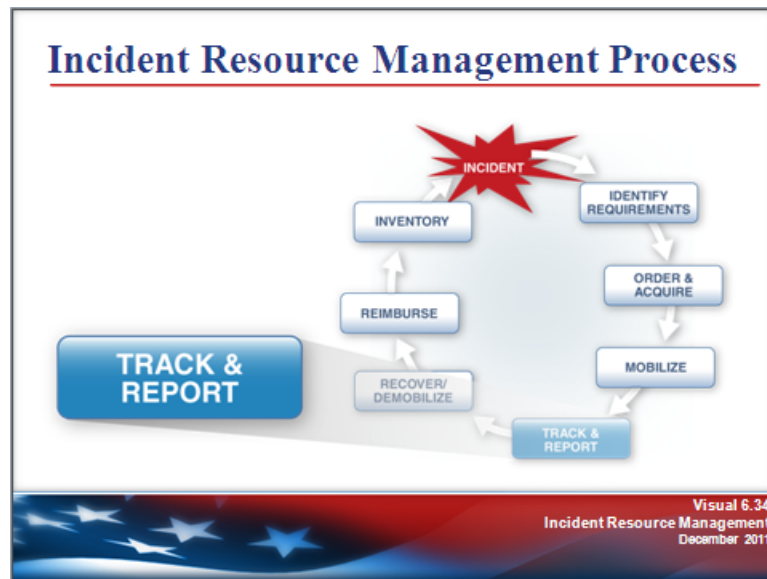 Incident Resource Management Process
INCIDENT
IDENTIFY
REQUIREMENTS
ORDER &
ACQUIRE
MOBILIZE
TRACK &
REPORT
RECOVER/
DEMOBILIZE
REIMBURSE
INVENTORY
TRACK &
REPORT
Visual 6.34
Incident Resource Management
December 2011